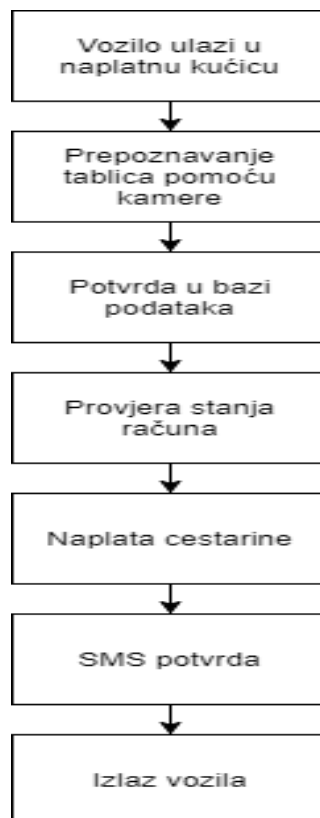 Vozilo ulazi u
naplatnu kućicu
Prepoznavanje
tablica pomoću
kamere
Potvrda u bazi
podataka
Provjera stanja
računa
Naplata cestarine
SMS potvrda
Izlaz vozila